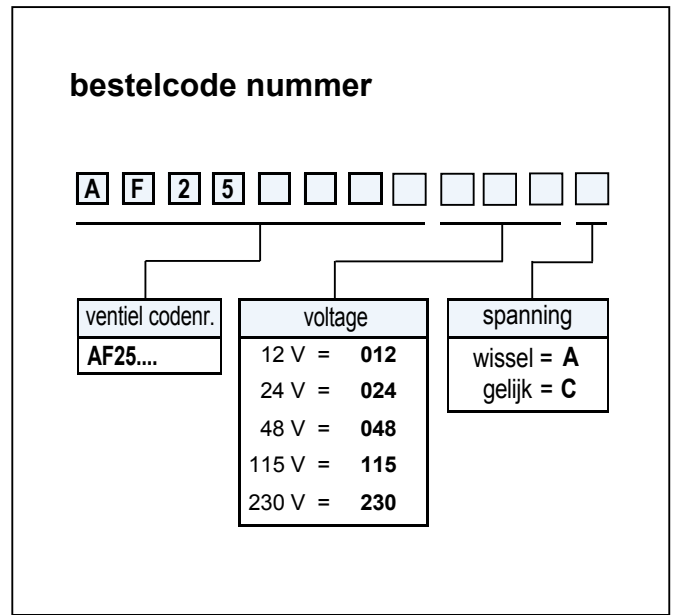 bestelcode nummer
A F 2 5
ventiel codenr.
AF25....
voltage
12 V = 012
24 V = 024
48 V = 048
115 V = 115
230 V = 230
spanning
wissel = A
gelijk = C